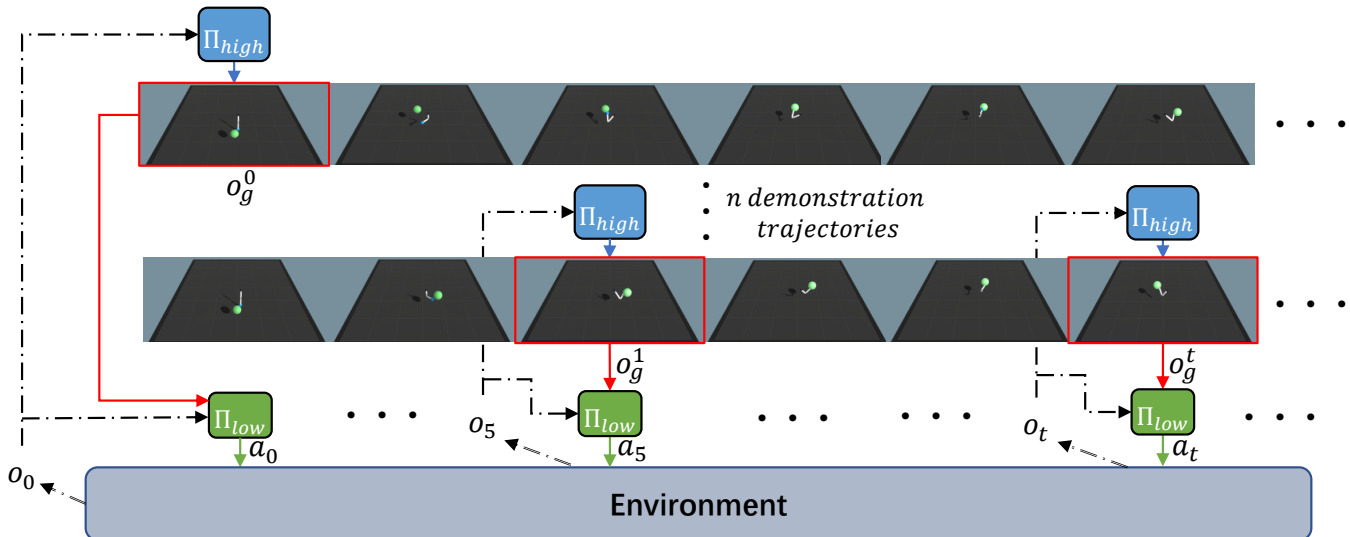 Π_high
o_g^0
Π_high
n demonstration
trajectories
Π_high
o_g^1
o_g^t
Π_low
Π_low
Π_low
a_0
o_5
a_5
o_t
a_t
o_0
Environment